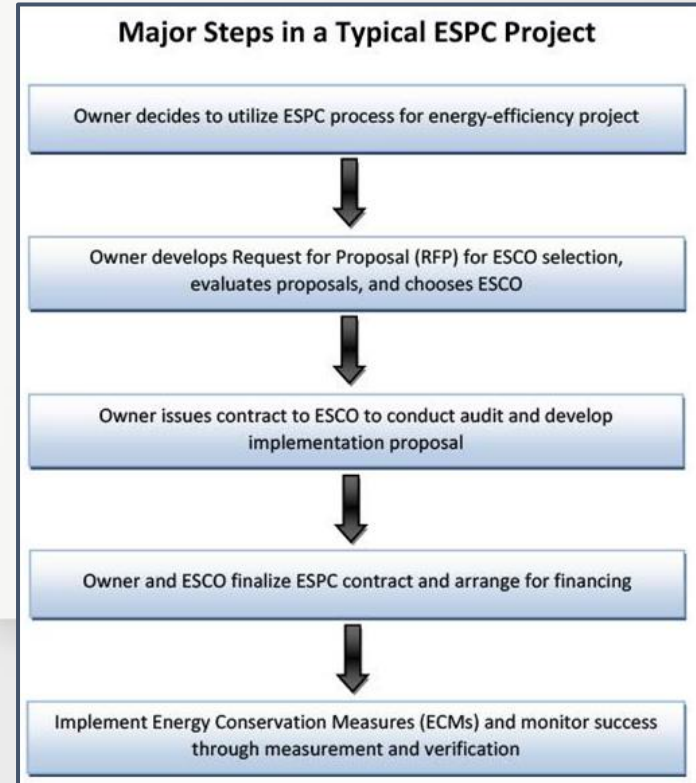 Major Steps in a Typical ESPC Project
Owner decides to utilize ESPC process for energy-efficiency project
Owner develops Request for Proposal (RFP) for ESCO selection,
evaluates proposals, and chooses ESCO
Owner issues contract to ESCO to conduct audit and develop
implementation proposal
Owner and ESCO finalize ESPC contract and arrange for financing
Implement Energy Conservation Measures (ECMs) and monitor success
through measurement and verification